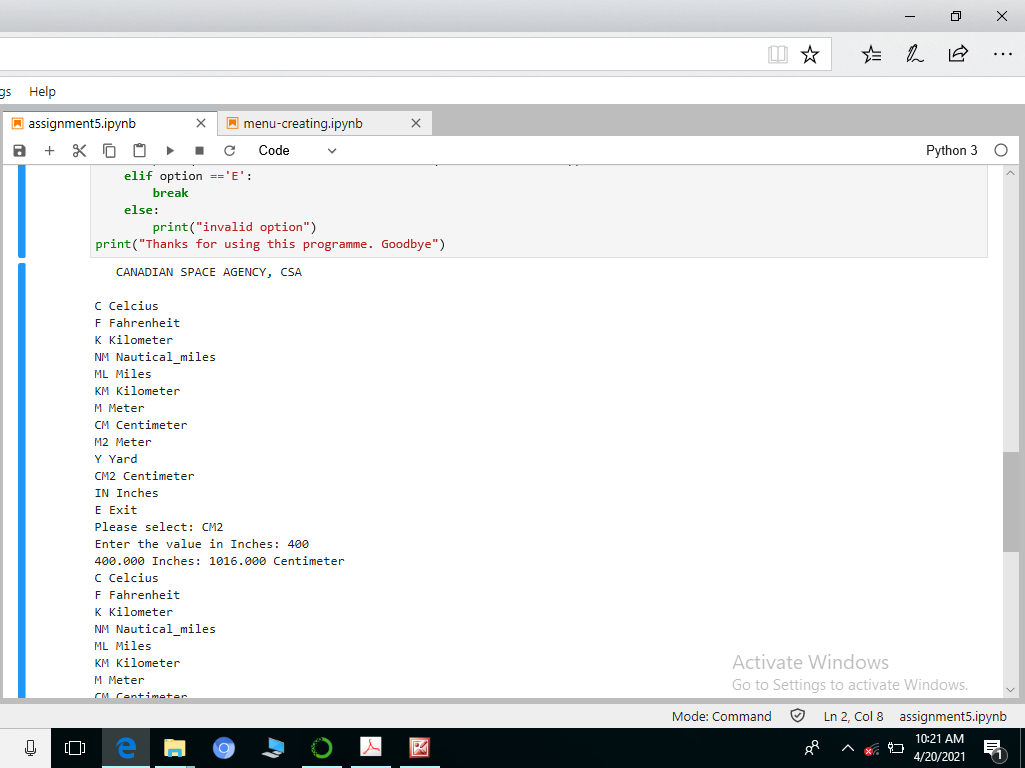 gs Help
assignment5.ipynb menu-creating.ipynb
Code Python 3
elif option =='E':
break
else:
print("invalid option")
print("Thanks for using this programme. Goodbye")
CANADIAN SPACE AGENCY, CSA
C Celcius
F Fahrenheit
K Kilometer
NM Nautical_miles
ML Miles
KM Kilometer
M Meter
CM Centimeter
M2 Meter
Y Yard
CM2 Centimeter
IN Inches
E Exit
Please select: CM2
Enter the value in Inches: 400
400.000 Inches: 1016.000 Centimeter
C Celcius
F Fahrenheit
K Kilometer
NM Nautical_miles
ML Miles
KM Kilometer
M Meter
CM Centimeter
Activate Windows
Go to Settings to activate Windows.
Mode: Command Ln 2, Col 8 assignment5.ipynb
10:21 AM
4/20/2021
1